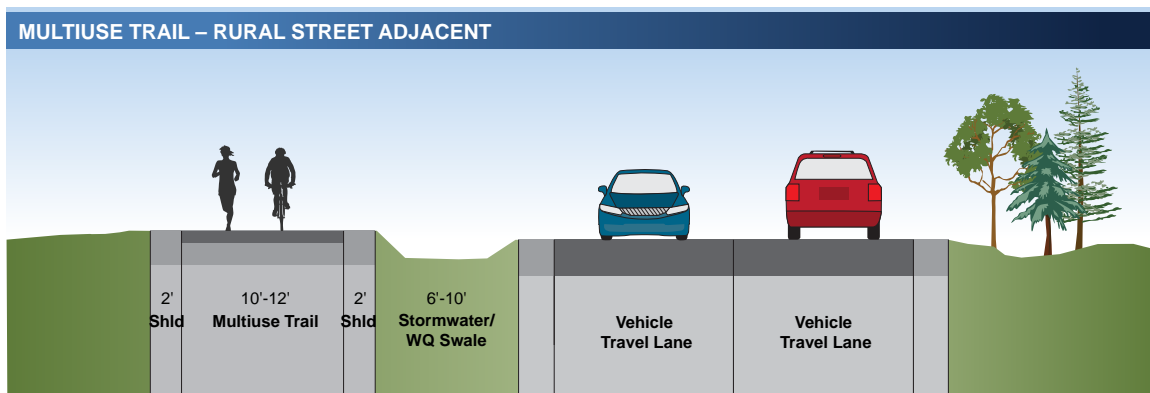 MULTIUSE TRAIL – RURAL STREET ADJACENT
2'
Shld
10'-12'
Multiuse Trail
2'
Shld
6'-10'
Stormwater/
WQ Swale
Vehicle
Travel Lane
Vehicle
Travel Lane